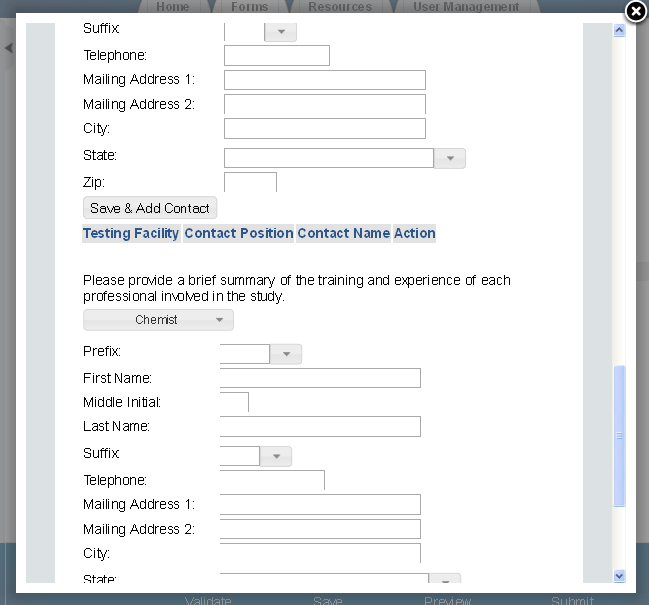 Home Forms Resources User Management
Suffix:
Telephone:
Mailing Address 1:
Mailing Address 2:
City:
State:
Zip:
Save & Add Contact
Testing Facility Contact Position Contact Name Action
Please provide a brief summary of the training and experience of each
professional involved in the study.
Chemist
Prefix:
First Name:
Middle Initial:
Last Name:
Suffix:
Telephone:
Mailing Address 1:
Mailing Address 2:
City:
State:
Validate Save Preview Submit